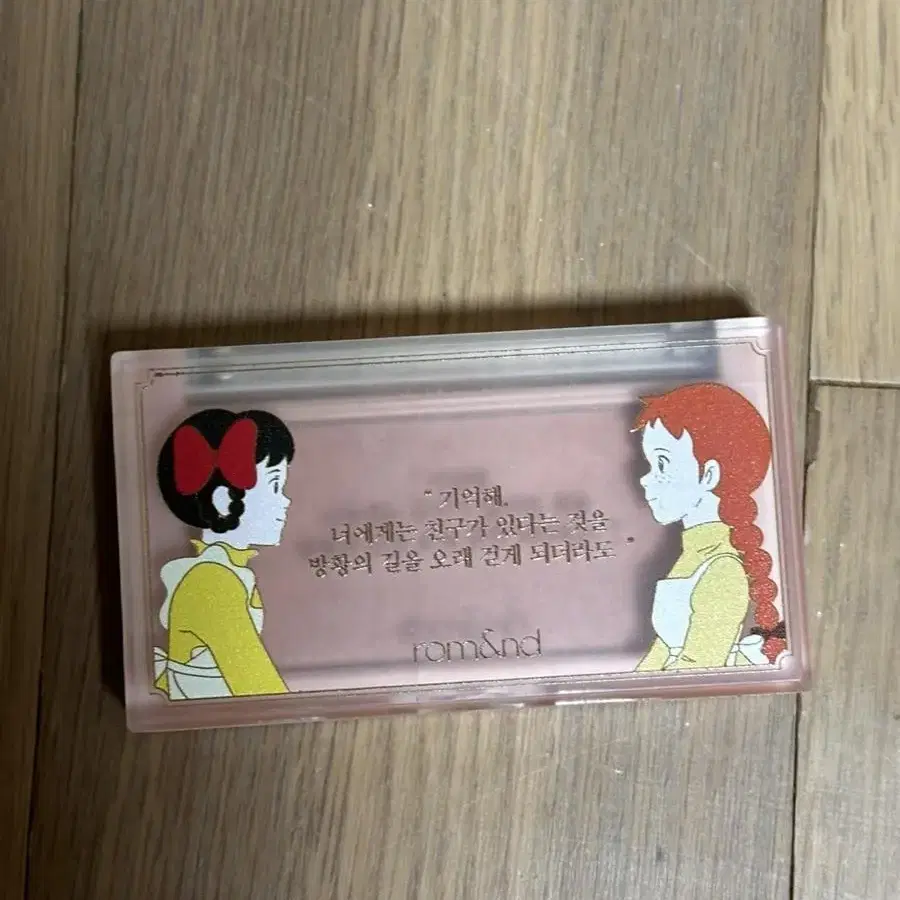 “ 기억해,
너에게는 친구가 있다는 것을
방황의 길을 오래 걷게 되더라도 ”
rom&nd